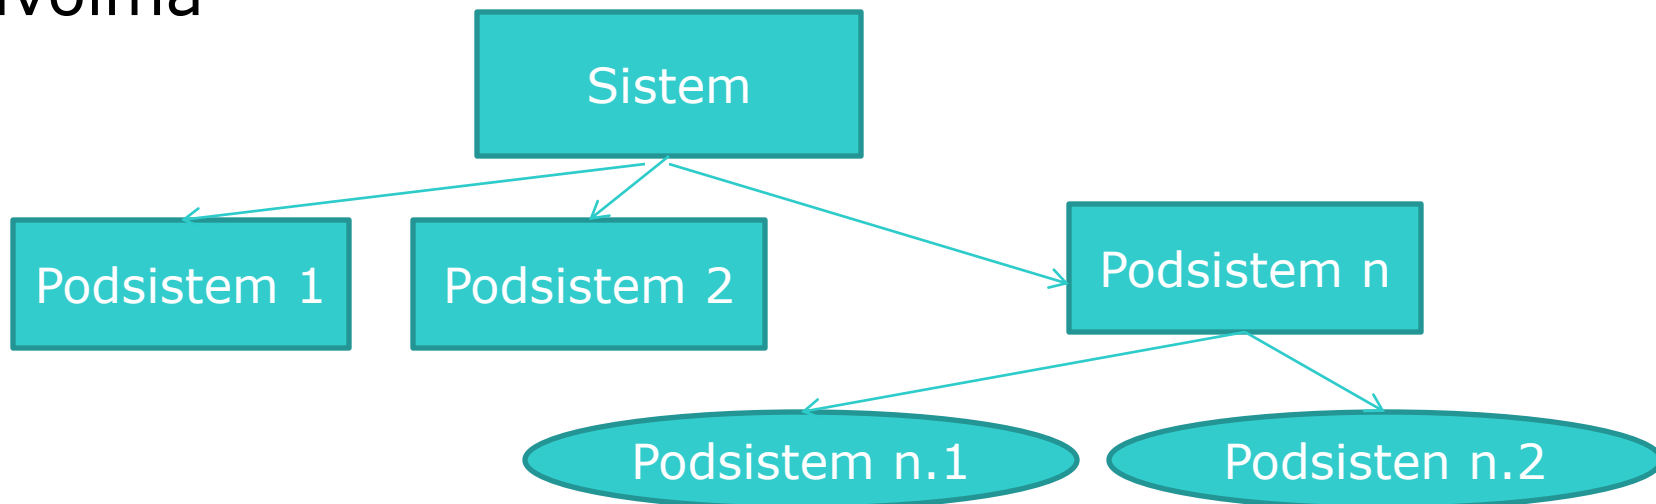 Sistem
Podsistem 1
Podsistem 2
Podsistem n
Podsistem n.1
Podsisten n.2